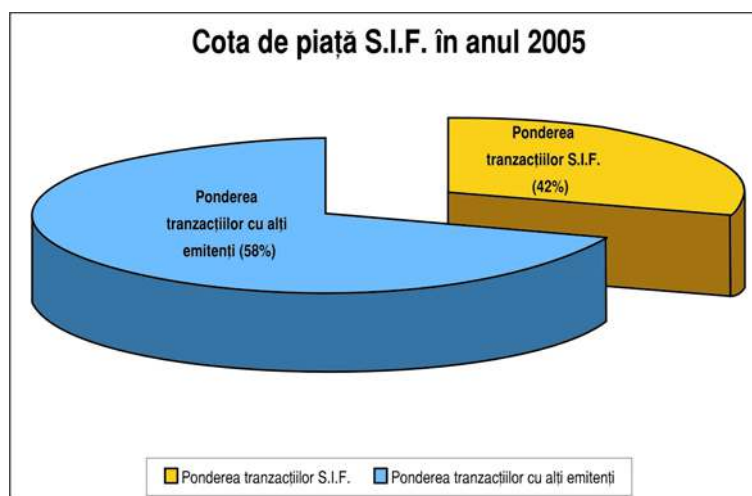 Cota de piață S.I.F. în anul 2005
Ponderea
tranzacțiilor S.I.F.
(42%)
Ponderea
tranzacțiilor cu alți
emitenți (58%)
Ponderea tranzacțiilor S.I.F. Ponderea tranzacțiilor cu alți emitenți